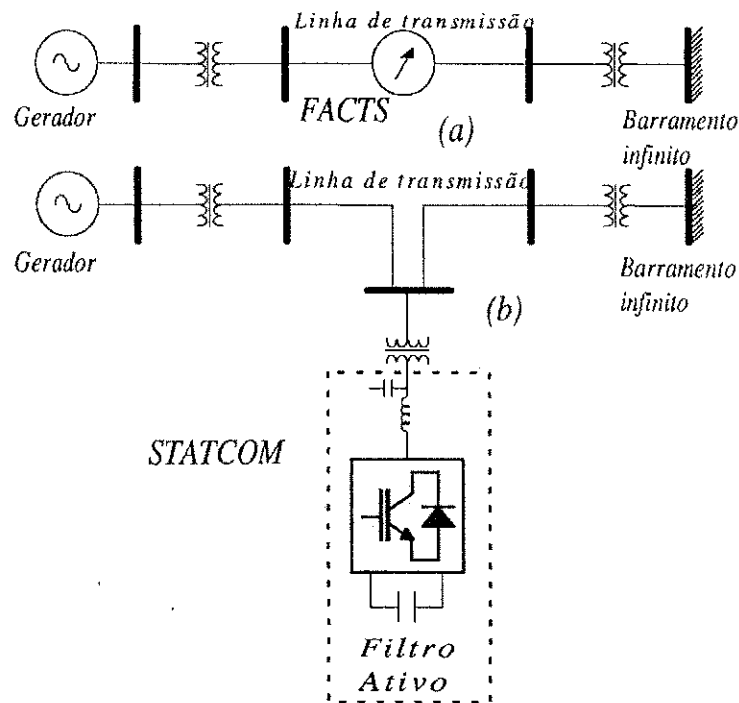 Linha de transmissão
Gerador
FACTS
(a)
Barramento
infinito
Linha de transmissão
Gerador
(b)
Barramento
infinito
STATCOM
Filtro
Ativo